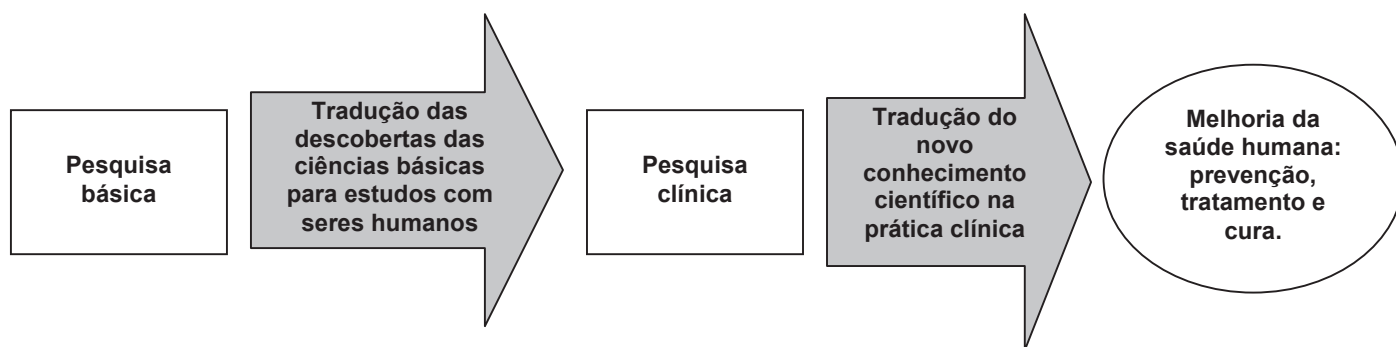 Pesquisa
básica
Tradução das
descobertas das
ciências básicas
para estudos com
seres humanos
Pesquisa
clínica
Tradução do
novo
conhecimento
científico na
prática clínica
Melhoria da
saúde humana:
prevenção,
tratamento e
cura.